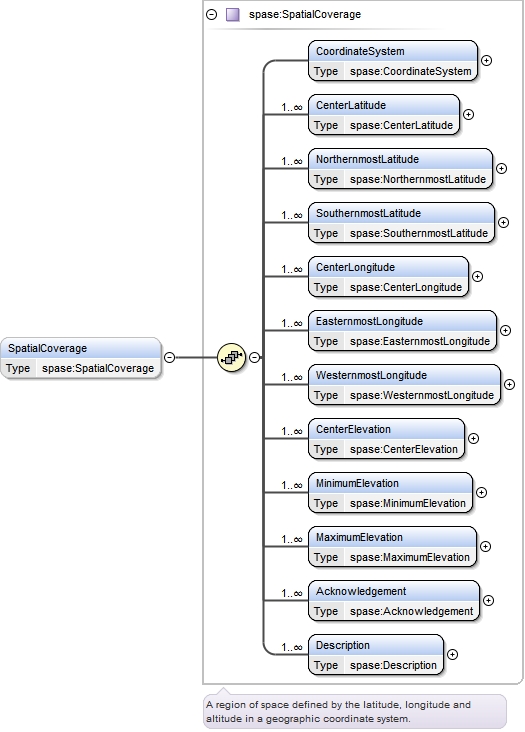 spase:SpatialCoverage
CoordinateSystem
Type spase:CoordinateSystem
1..∞ CenterLatitude
Type spase:CenterLatitude
1..∞ NorthernmostLatitude
Type spase:NorthernmostLatitude
1..∞ SouthernmostLatitude
Type spase:SouthernmostLatitude
1..∞ CenterLongitude
Type spase:CenterLongitude
1..∞ EasternmostLongitude
Type spase:EasternmostLongitude
SpatialCoverage
Type spase:SpatialCoverage
1..∞ WesternmostLongitude
Type spase:WesternmostLongitude
1..∞ CenterElevation
Type spase:CenterElevation
1..∞ MinimumElevation
Type spase:MinimumElevation
1..∞ MaximumElevation
Type spase:MaximumElevation
1..∞ Acknowledgement
Type spase:Acknowledgement
1..∞ Description
Type spase:Description
A region of space defined by the latitude, longitude and
altitude in a geographic coordinate system.